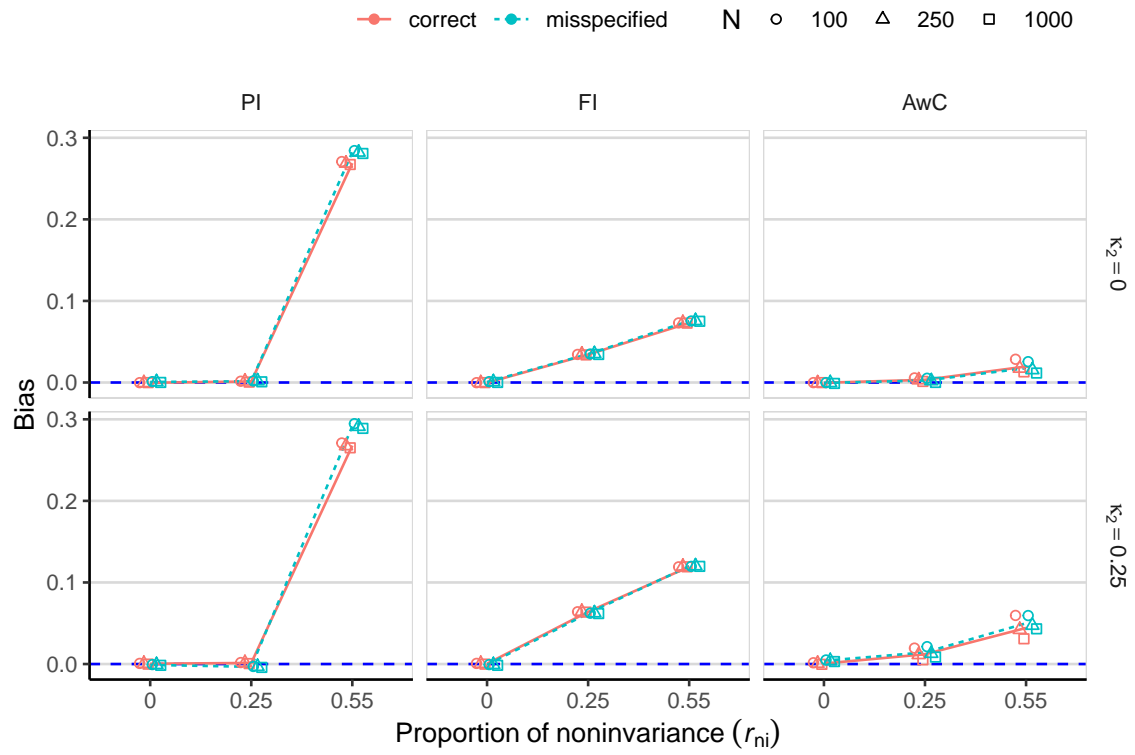 correct misspecified N 100 250 1000
PI FI AwC
0.3
0.2
0.1
0.0
κ₂ = 0
0.3
0.2
0.1
0.0
κ₂ = 0.25
Bias
0 0.25 0.55 0 0.25 0.55 0 0.25 0.55
Proportion of noninvariance (rₙᵢ)